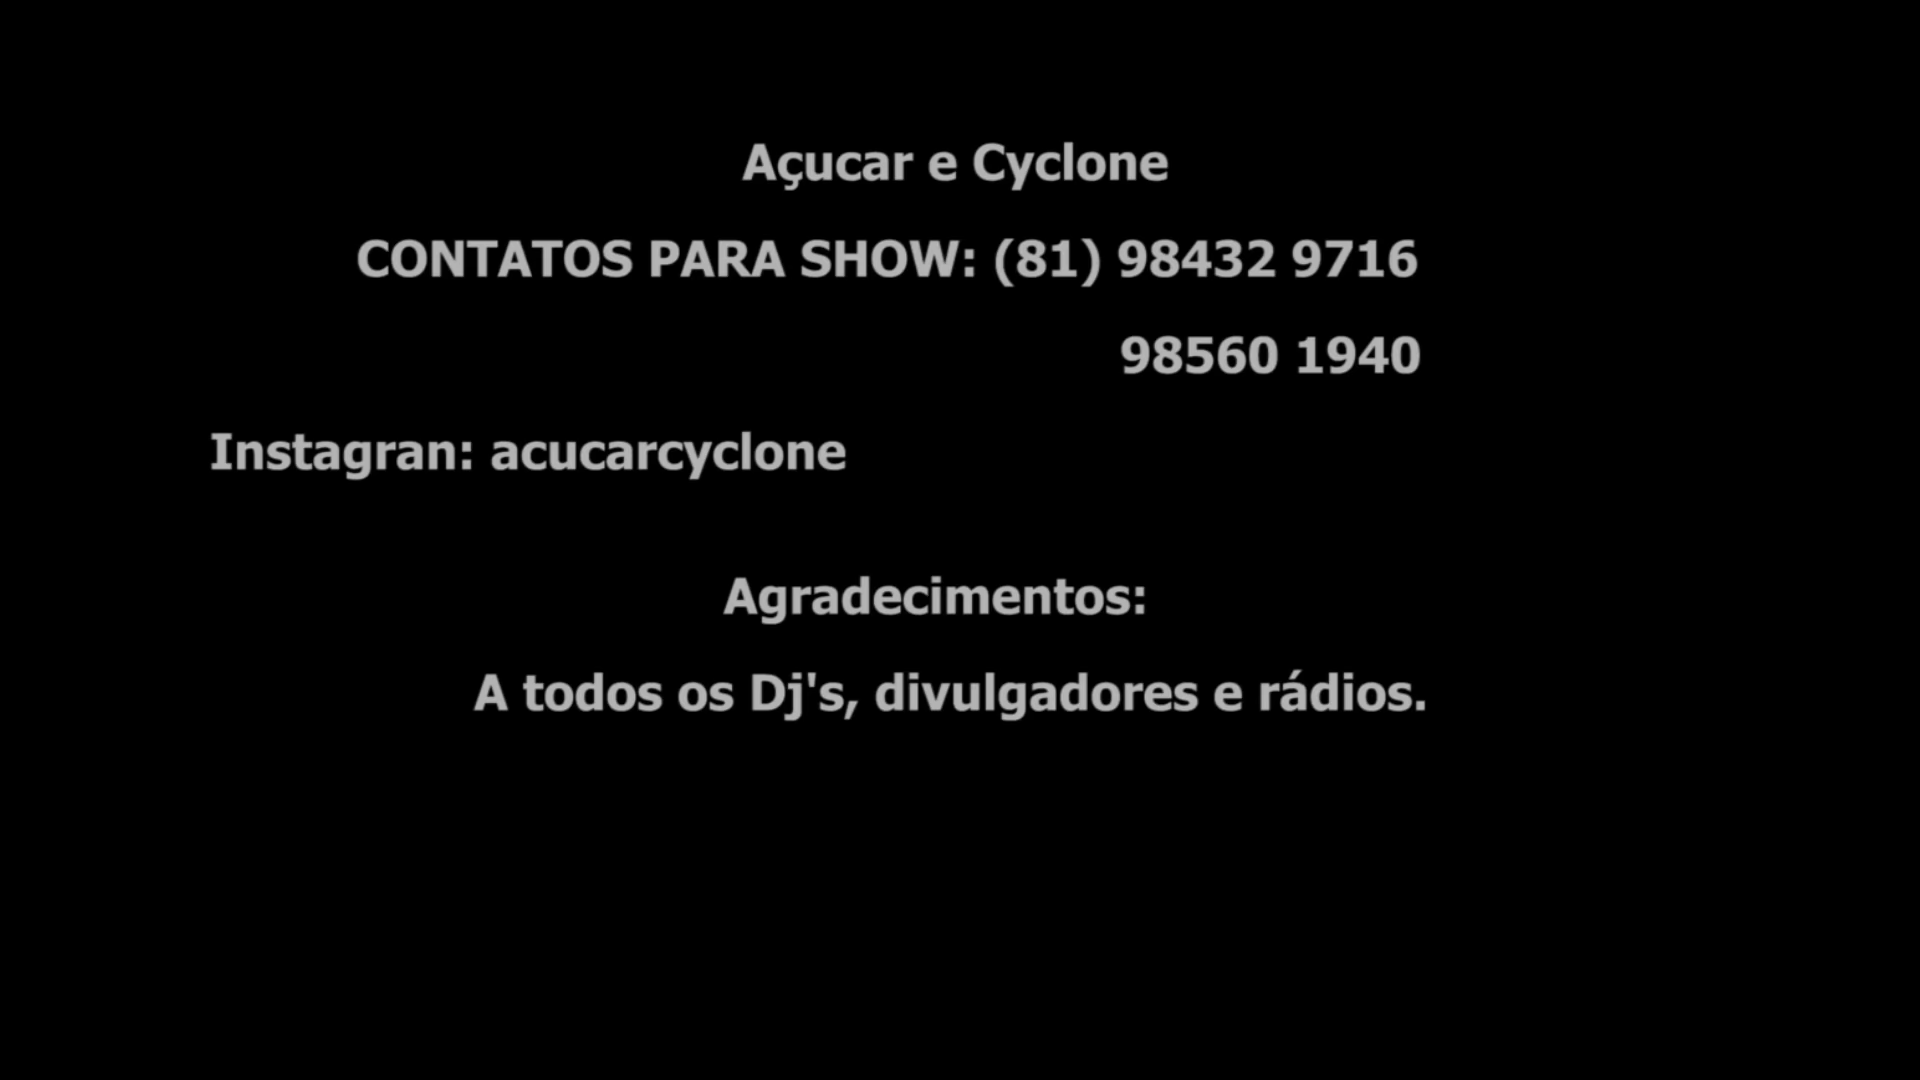 Açucar e Cyclone
CONTATOS PARA SHOW: (81) 98432 9716
98560 1940
Instagran: acucarcyclone
Agradecimentos:
A todos os Dj's, divulgadores e rádios.